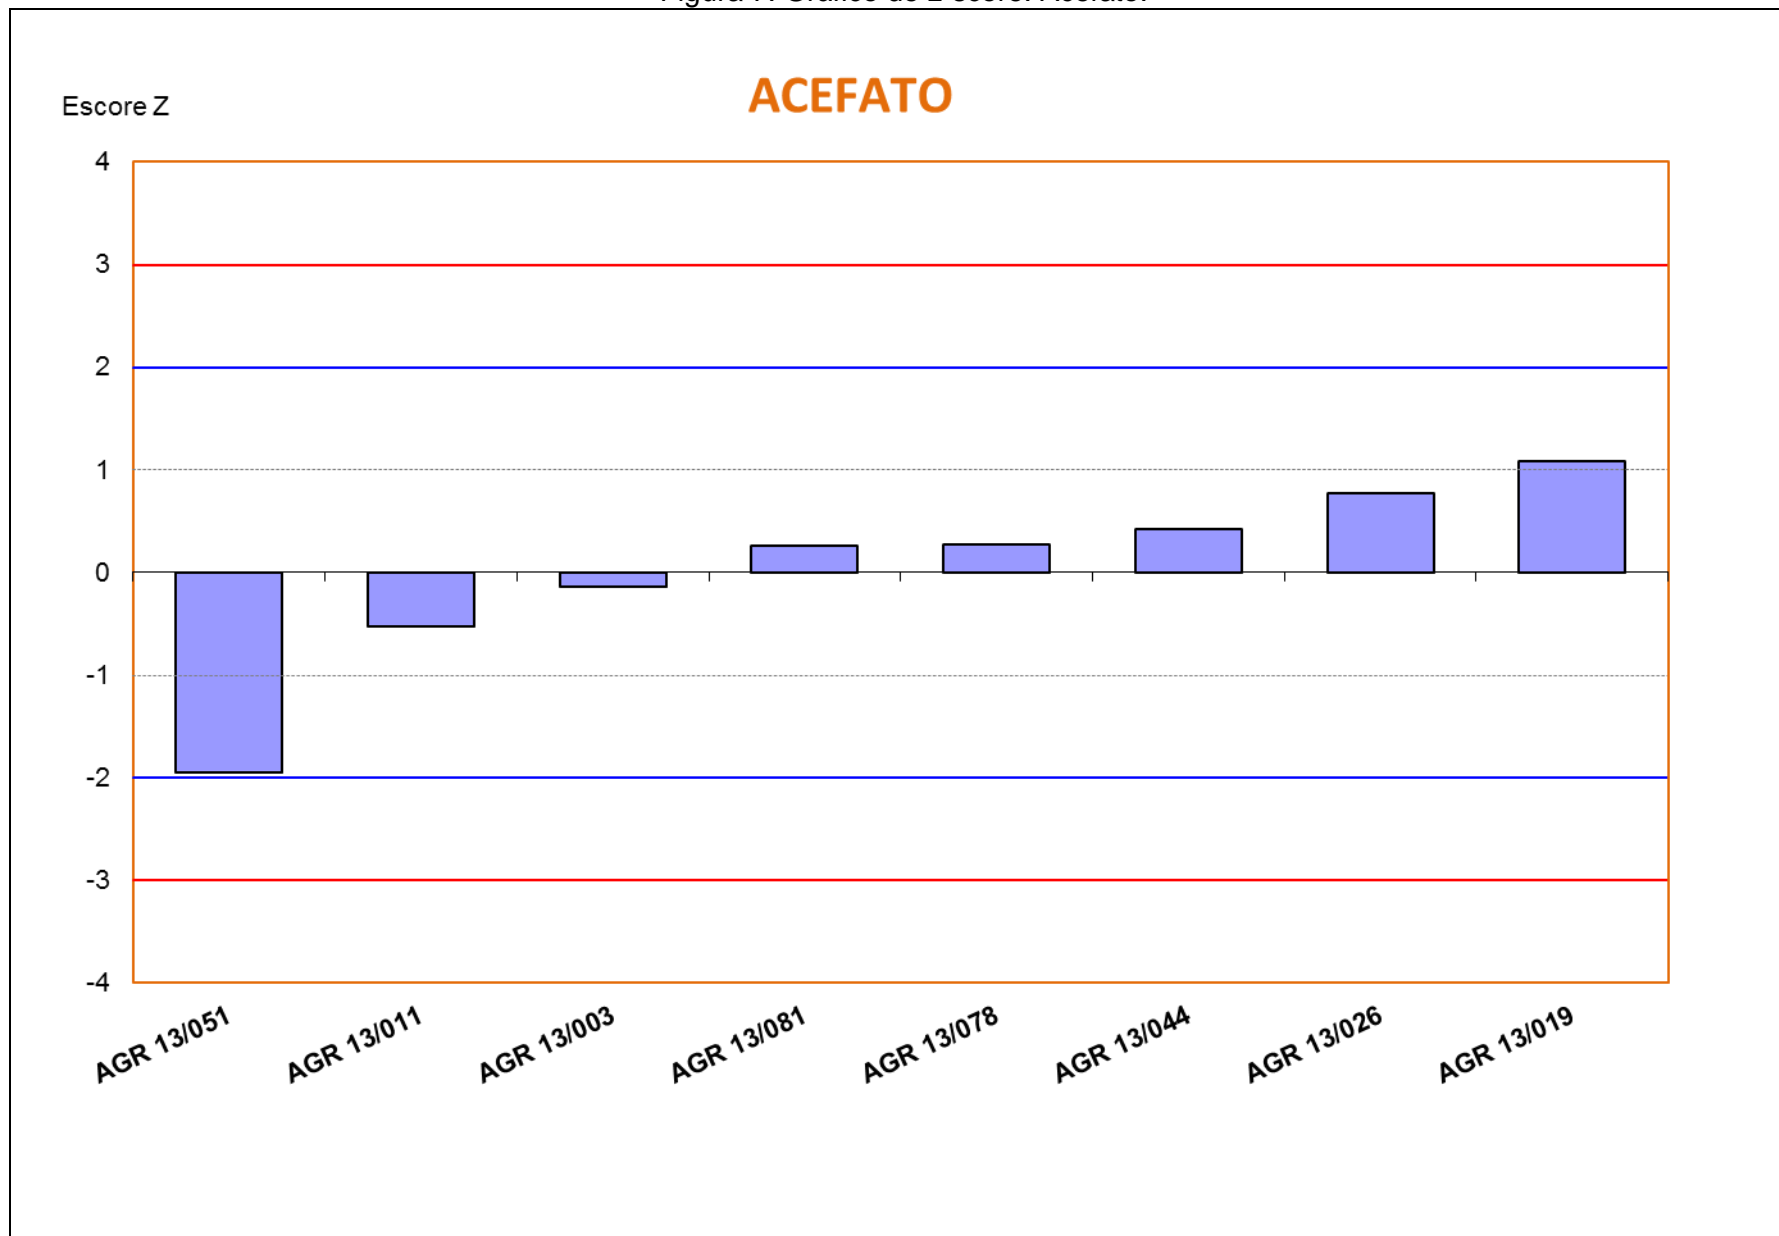 ACEFATO
Escore Z
4
3
2
1
0
-1
-2
-3
-4
AGR 13/051
AGR 13/011
AGR 13/003
AGR 13/081
AGR 13/078
AGR 13/044
AGR 13/026
AGR 13/019